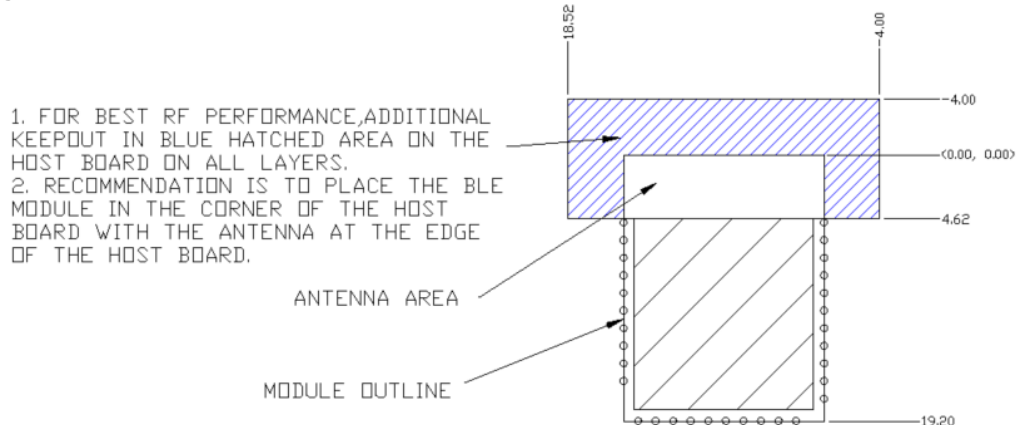 18.52
-4.00
1. FOR BEST RF PERFORMANCE,ADDITIONAL
KEEPOUT IN BLUE HATCHED AREA ON THE
HOST BOARD ON ALL LAYERS.
2. RECOMMENDATION IS TO PLACE THE BLE
MODULE IN THE CORNER OF THE HOST
BOARD WITH THE ANTENNA AT THE EDGE
OF THE HOST BOARD.
-4.00
(0.00, 0.00)
4.62
ANTENNA AREA
MODULE OUTLINE
19.20